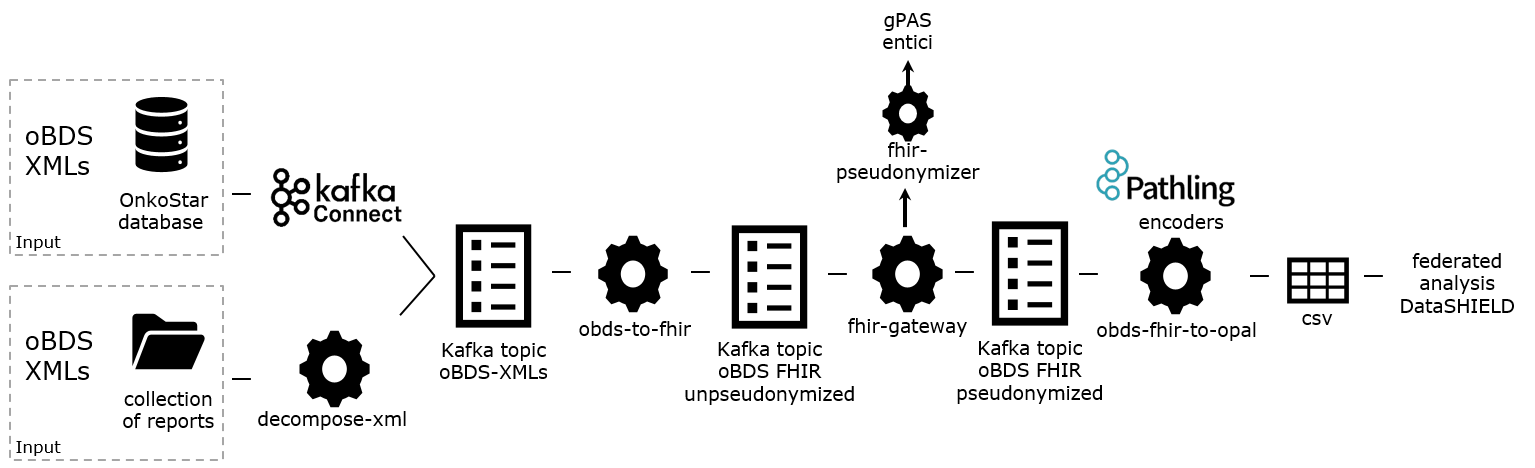 oBDS
XMLs
OnkoStar
database
Input
oBDS
XMLs
collection
of reports
Input
kafka
Connect
decompose-xml
Kafka topic
oBDS-XMLs
obds-to-fhir
Kafka topic
oBDS FHIR
unpseudonymized
gPAS
entici
fhir-
pseudonymizer
fhir-gateway
Kafka topic
oBDS FHIR
pseudonymized
Pathling
encoders
obds-fhir-to-opal
csv
federated
analysis
DataSHIELD